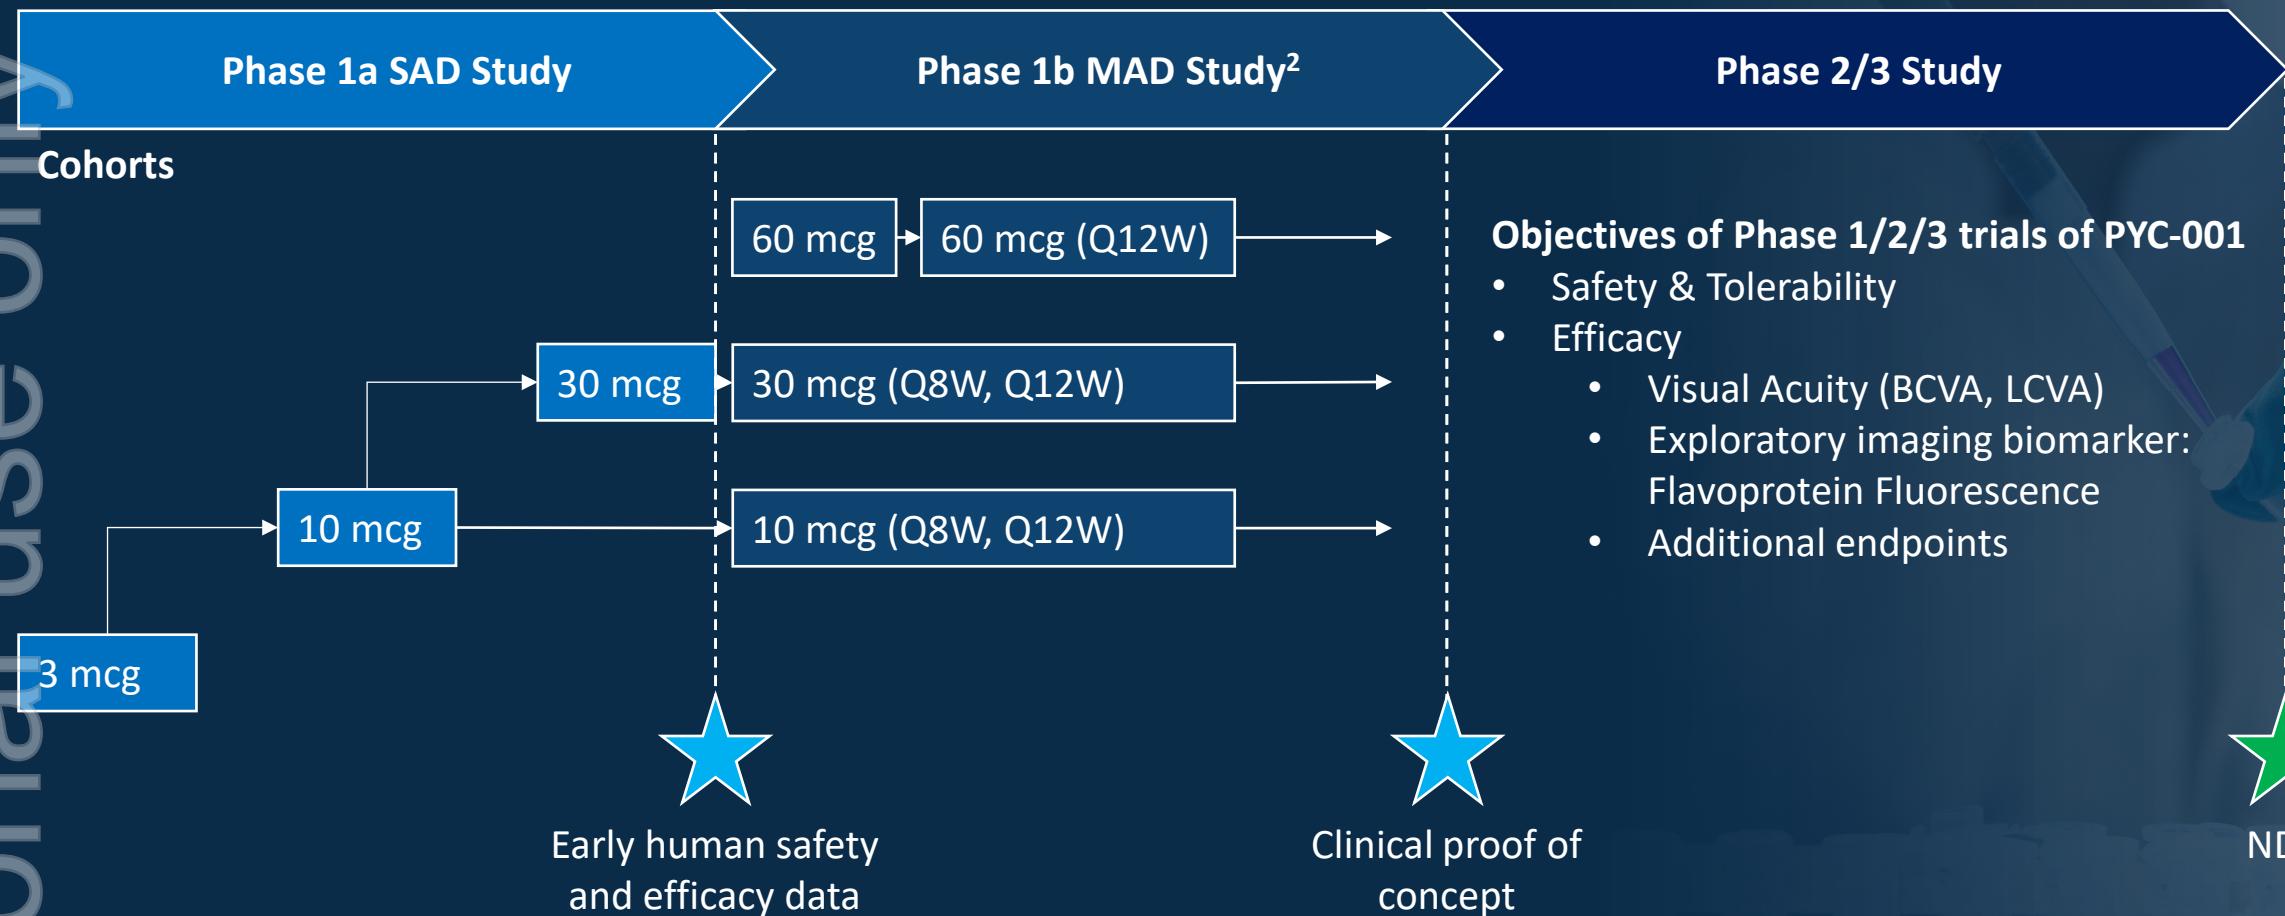 Phase 1a SAD Study
Phase 1b MAD Study²
Phase 2/3 Study
Cohorts
60 mcg
60 mcg (Q12W)
30 mcg
30 mcg (Q8W, Q12W)
10 mcg
10 mcg (Q8W, Q12W)
3 mcg
Objectives of Phase 1/2/3 trials of PYC-001
• Safety & Tolerability
• Efficacy
• Visual Acuity (BCVA, LCVA)
• Exploratory imaging biomarker:
Flavoprotein Fluorescence
• Additional endpoints
Early human safety
and efficacy data
Clinical proof of
concept
use only